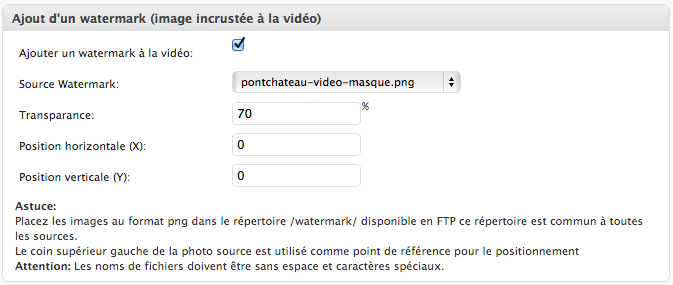 Ajout d'un watermark (image incrustée à la vidéo)
Ajouter un watermark à la vidéo:
Source Watermark: pontchateau-video-masque.png
Transparance: 70 %
Position horizontale (X): 0
Position verticale (Y): 0
Astuce:
Placez les images au format png dans le répertoire /watermark/ disponible en FTP ce répertoire est commun à toutes
les sources.
Le coin supérieur gauche de la photo source est utilisé comme point de référence pour le positionnement
Attention: Les noms de fichiers doivent être sans espace et caractères spéciaux.